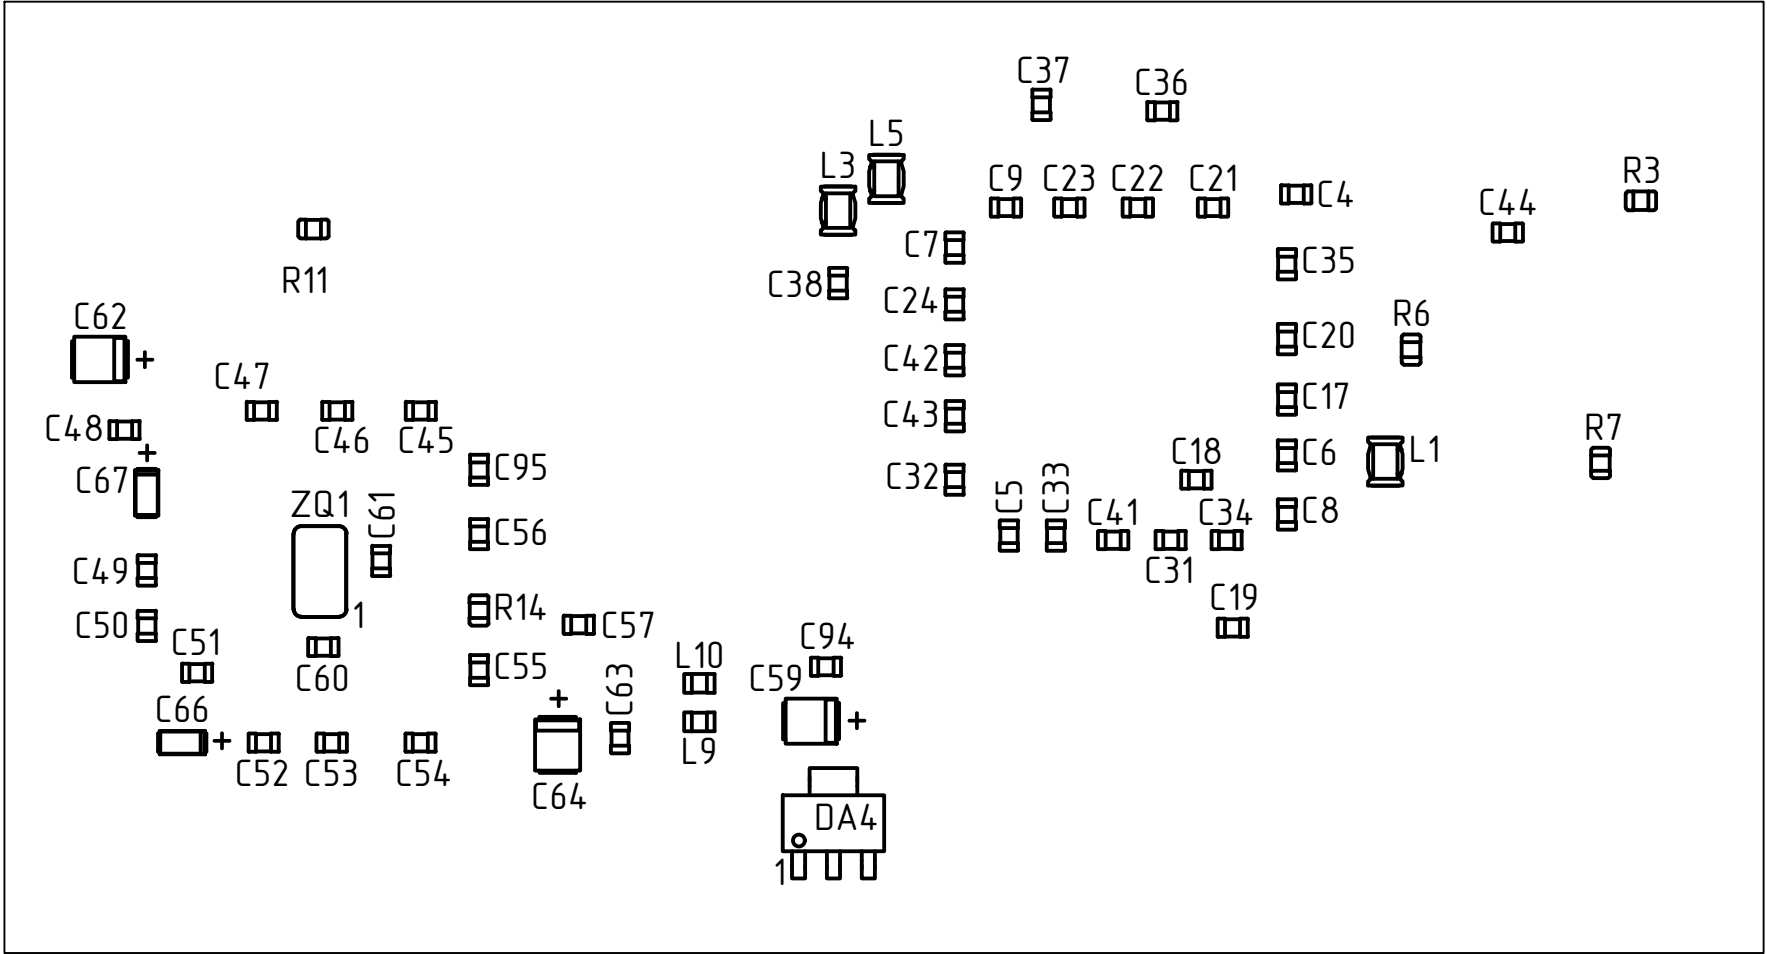 C37
C36
L5
L3
C9 C23 C22 C21
C4
R3
C44
C7
C35
R11
C38
C24
C62
+
R6
C20
C42
C47
C17
C48
C46 C45
C43
+
C67
C95
C32
C18
C6
L1
R7
ZQ1
C61
C5
C33
C41
C34
C8
C56
C49
C31
C50
1
R14
C57
C19
C51
C60
C55
+
C63
L10
C94
C59
C66
+
+
L9
C52 C53 C54
C64
DA4
1